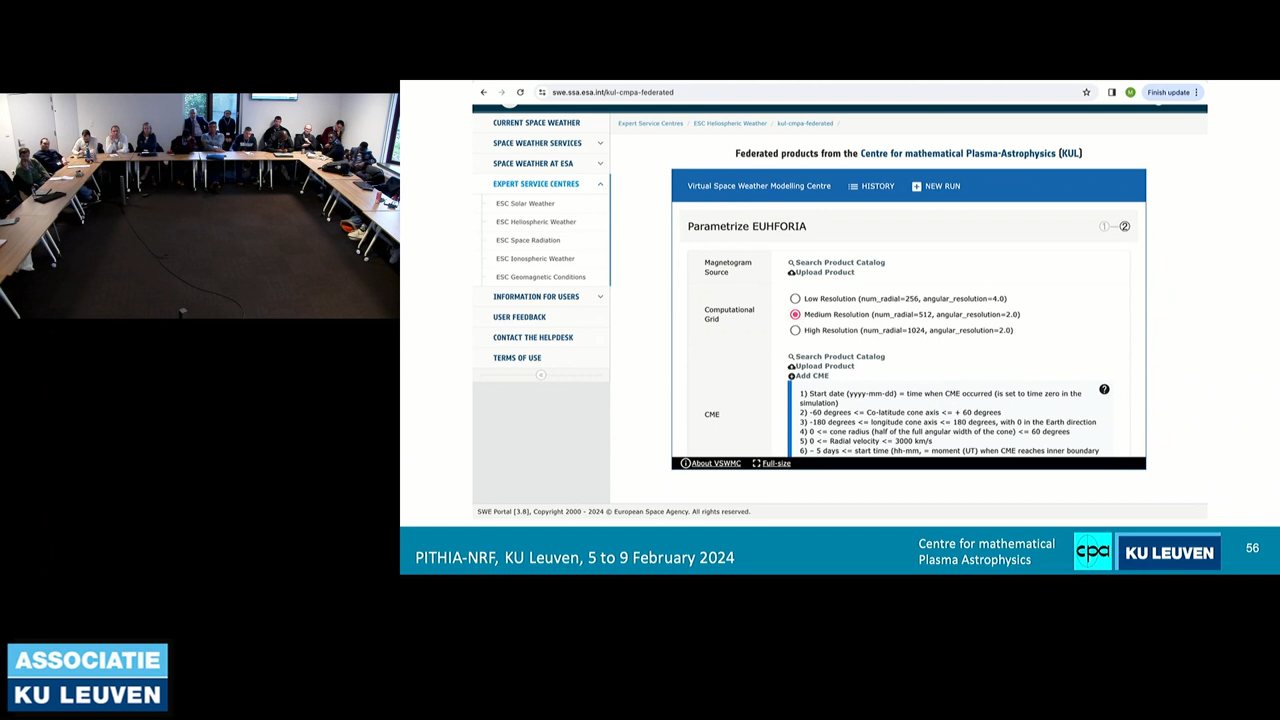 swe.ssa.esa.int/kul-cmpa-federated
Finish update
CURRENT SPACE WEATHER
SPACE WEATHER SERVICES
SPACE WEATHER AT ESA
EXPERT SERVICE CENTRES
ESC Solar Weather
ESC Heliospheric Weather
ESC Space Radiation
ESC Ionospheric Weather
ESC Geomagnetic Conditions
INFORMATION FOR USERS
USER FEEDBACK
CONTACT THE HELPDESK
TERMS OF USE
Expert Service Centres / ESC Heliospheric Weather / kul-cmpa-federated /
Federated products from the Centre for mathematical Plasma-Astrophysics (KUL)
Virtual Space Weather Modelling Centre HISTORY NEW RUN
Parametrize EUHFORIA
1 2
Magnetogram
Source
Search Product Catalog
Upload Product
Computational
Grid
Low Resolution (num_radial=256, angular_resolution=4.0)
Medium Resolution (num_radial=512, angular_resolution=2.0)
High Resolution (num_radial=1024, angular_resolution=2.0)
CME
Search Product Catalog
Upload Product
Add CME
?
1) Start date (yyyy-mm-dd) = time when CME occurred (is set to time zero in the
simulation)
2) -60 degrees <= Co-latitude cone axis <= + 60 degrees
3) -180 degrees <= longitude cone axis <= 180 degrees, with 0 in the Earth direction
4) 0 <= cone radius (half of the full angular width of the cone) <= 60 degrees
5) 0 <= Radial velocity <= 3000 km/s
6) – 5 days <= start time (hh-mm, = moment (UT) when CME reaches inner boundary
About VSWMC Full-size
SWE Portal [3.8], Copyright 2000 - 2024 © European Space Agency. All rights reserved.
PITHIA-NRF, KU Leuven, 5 to 9 February 2024
Centre for mathematical
Plasma Astrophysics
cpa
KU LEUVEN
56
ASSOCIATIE
KU LEUVEN